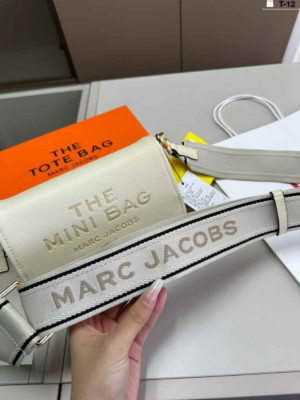 T-12
THE
TOTE BAG
MARC JACOBS
THE
MINI BAG
MARC JACOBS
MARC JACOBS